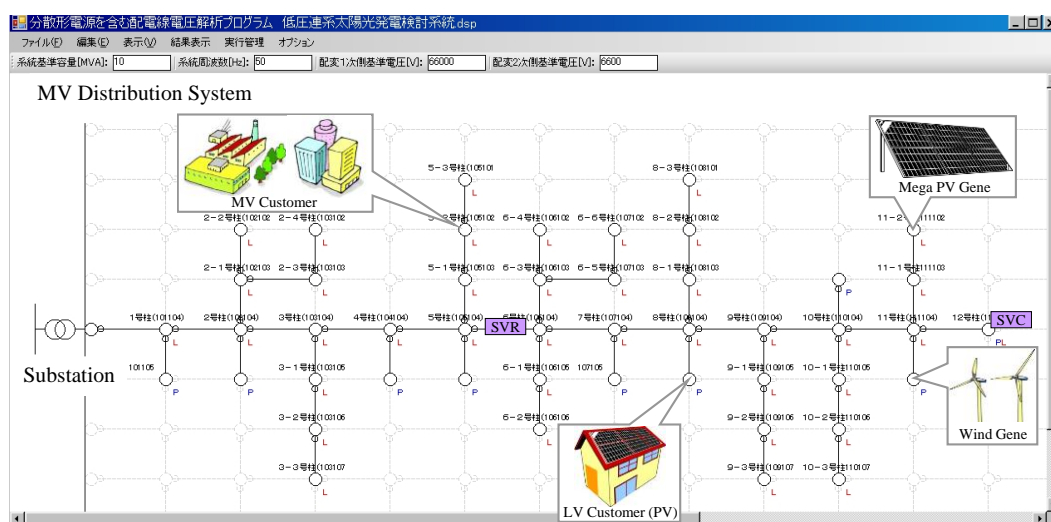 分散形電源を含む配電線電圧解析プログラム 低圧連系太陽光発電検討系統.dsp
ファイル(F) 編集(E) 表示(V) 結果表示 実行管理 オプション
系統基準容量[MVA]: 10 系統周波数[Hz]: 50 配変1次側基準電圧[V]: 66000 配変2次側基準電圧[V]: 6600
MV Distribution System
MV Customer
Mega PV Gene
5-3号柱(105101 8-3号柱(108101
L L
2-2号柱(102102 2-4号柱(103102 6-4号柱(106102 6-6号柱(107102 8-2号柱(108102
L L L L L L L
2-1号柱(102103 2-3号柱(103103 5-1号柱(105103 6-3号柱(106103 6-5号柱(107103 8-1号柱(108103 11-1号柱(111103
L L L L L L P L
1号柱(101104) 3号柱(103104) 4号柱(104104) 7号柱(107104) 9号柱(109104) 10号柱(110104)
SVR SVC
L L L L L L L L L L L PL
Substation
101105 3-1号柱(103105 6-1号柱(106105 107105 9-1号柱(109105 10-1号柱(110105
P P L P P L P P L L P
3-2号柱(103106 6-2号柱(106106 9-2号柱(109106 10-2号柱(110106
L L L L
3-3号柱(103107 9-3号柱(109107 10-3号柱(110107
L L L
Wind Gene
LV Customer (PV)